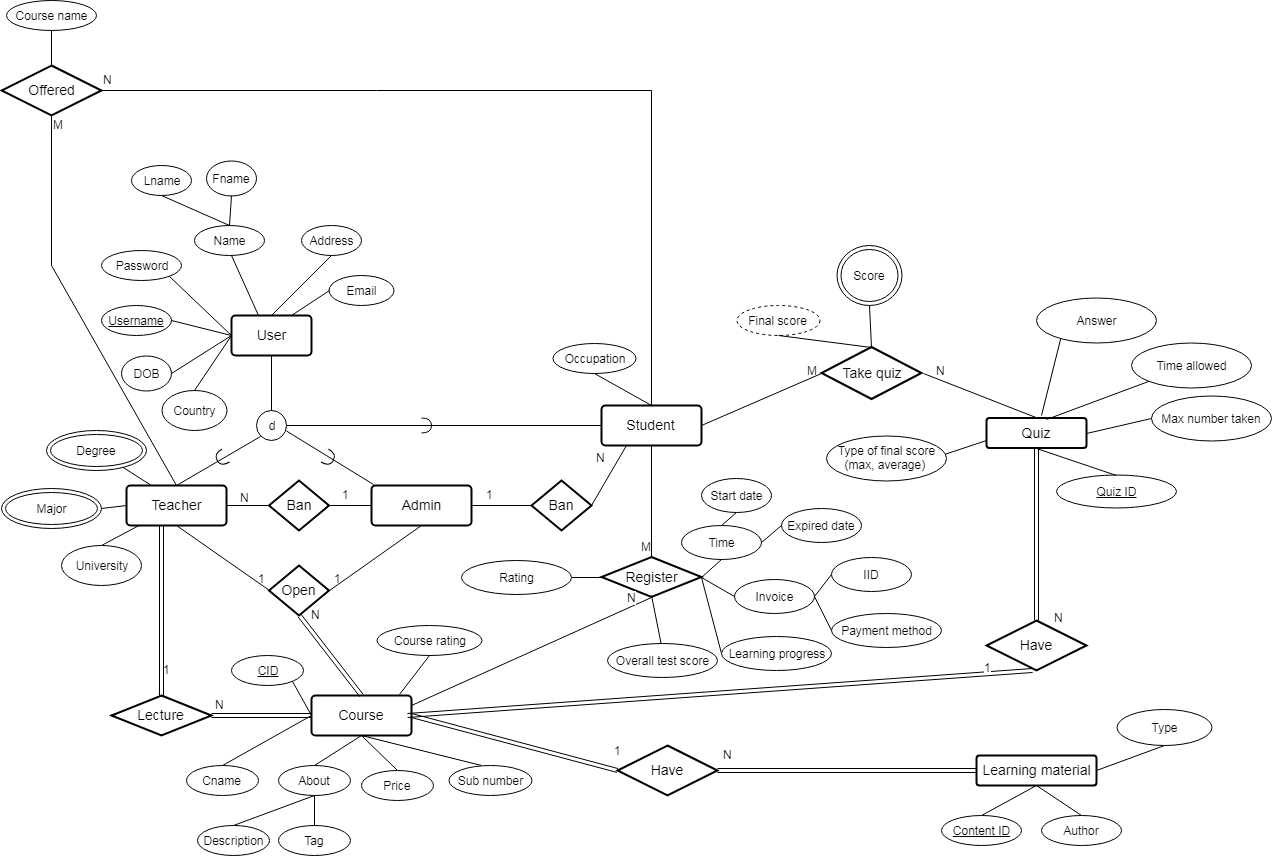 Course name
N
Offered
M
Lname
Fname
Name
Address
Password
Email
Username
User
DOB
Country
d
Score
Final score
Answer
Occupation
M
Take quiz
N
Time allowed
Max number taken
Student
Quiz
Type of final score
(max, average)
Quiz ID
N
Degree
Major
Teacher
N
Ban
1
Admin
1
Ban
University
Start date
Expired date
Time
M
1
Open
1
Rating
Register
IID
Invoice
N
N
Payment method
Course rating
Overall test score
Learning progress
N
Have
1
1
CID
N
Lecture
Course
Type
1
Have
N
Learning material
Cname
About
Price
Sub number
Description
Tag
Content ID
Author